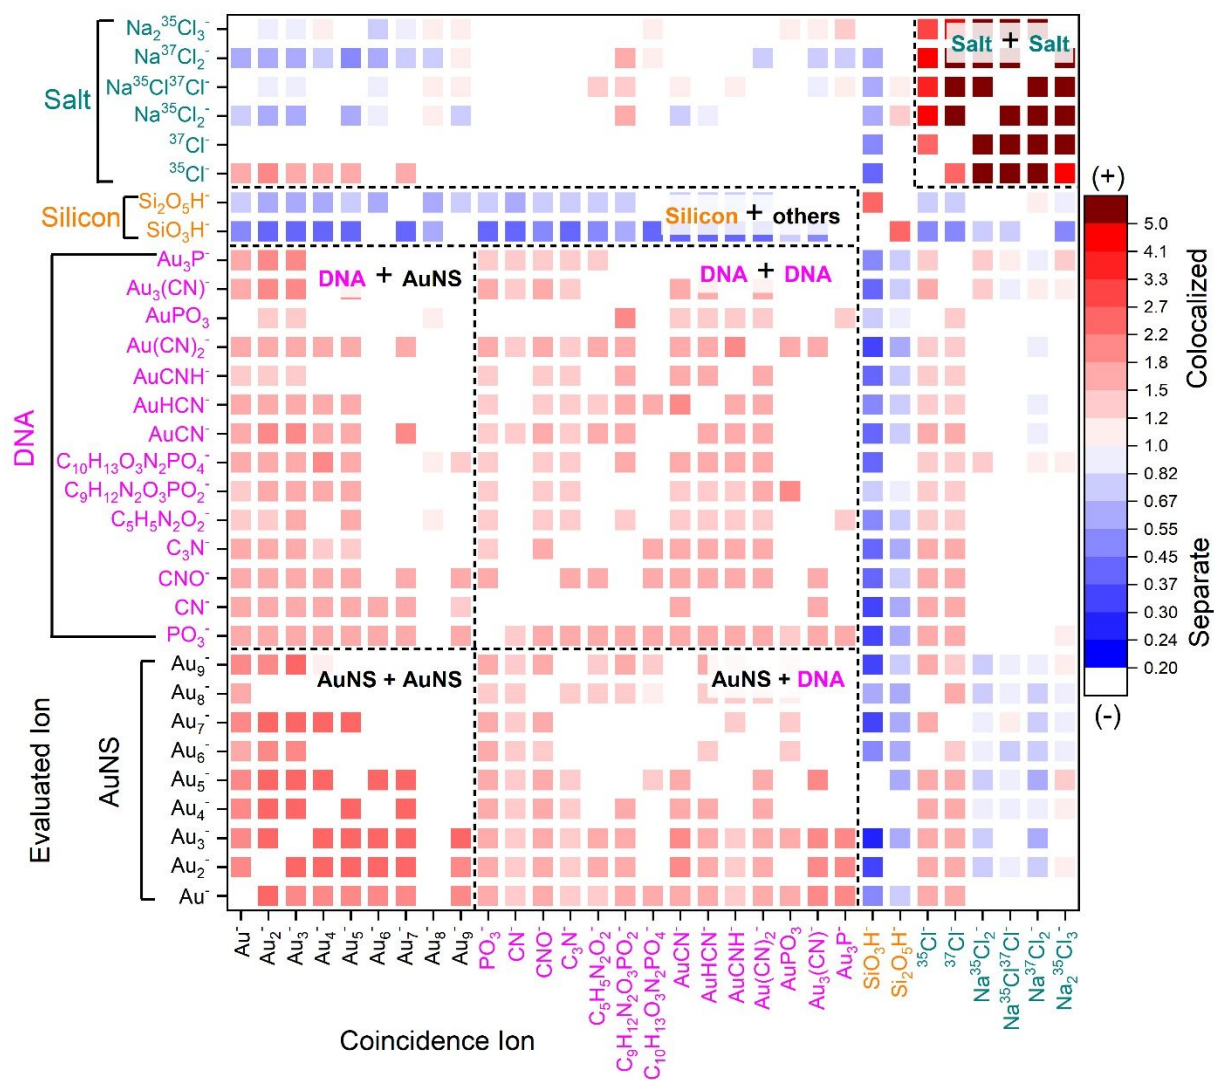 Na₂³⁵Cl₃⁻
Na³⁷Cl₂⁻
Na³⁵Cl³⁷Cl⁻
Na³⁵Cl₂⁻
³⁷Cl⁻
³⁵Cl⁻
Salt
Si₂O₅H⁻
SiO₃H⁻
Silicon
Au₃P⁻
Au₃(CN)⁻
AuPO₃
Au(CN)₂⁻
AuCNH⁻
AuHCN⁻
AuCN⁻
C₁₀H₁₃O₃N₂PO₄⁻
C₉H₁₂N₂O₃PO₂⁻
C₅H₅N₂O₂⁻
C₃N⁻
CNO⁻
CN⁻
PO₃⁻
DNA
Au₉⁻
Au₈⁻
Au₇⁻
Au₆⁻
Au₅⁻
Au₄⁻
Au₃⁻
Au₂⁻
Au⁻
AuNS
Evaluated Ion
Salt + Salt
Silicon + others
DNA + AuNS
DNA + DNA
AuNS + AuNS
AuNS + DNA
(+)
5.0
4.1
3.3
2.7
2.2
1.8
1.5
1.2
1.0
0.82
0.67
0.55
0.45
0.37
0.30
0.24
0.20
(-)
Colocalized
Separate
Au⁻
Au₂⁻
Au₃⁻
Au₄⁻
Au₅⁻
Au₆⁻
Au₇⁻
Au₈⁻
Au₉⁻
PO₃⁻
CN⁻
CNO⁻
C₃N⁻
C₅H₅N₂O₂⁻
C₉H₁₂N₂O₃PO₂⁻
C₁₀H₁₃O₃N₂PO₄⁻
AuCN⁻
AuHCN⁻
AuCNH⁻
Au(CN)₂⁻
AuPO₃⁻
Au₃(CN)⁻
Au₃P⁻
SiO₃H⁻
Si₂O₅H⁻
³⁵Cl⁻
³⁷Cl⁻
Na³⁵Cl₂⁻
Na³⁵Cl³⁷Cl⁻
Na³⁷Cl₂⁻
Na₂³⁵Cl₃⁻
Coincidence Ion